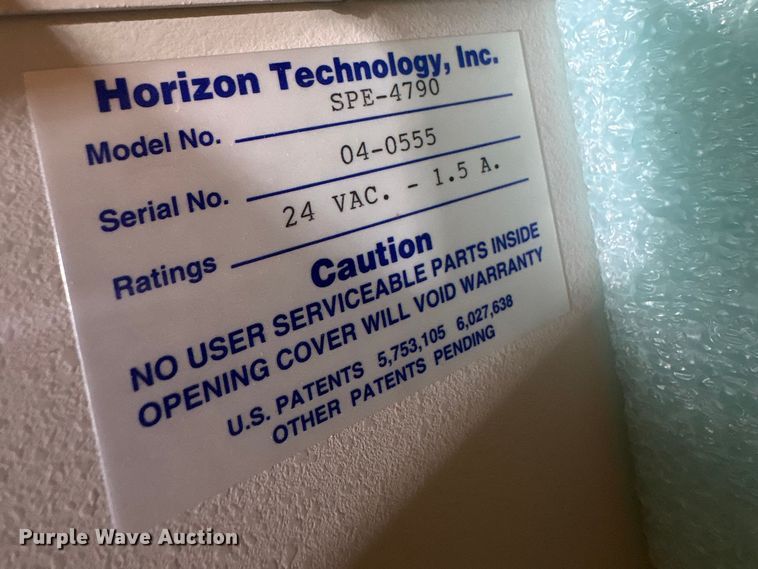 Horizon Technology, Inc.
Model No. SPE-4790
Serial No. 04-0555
Ratings 24 VAC. - 1.5 A.
Caution
NO USER SERVICEABLE PARTS INSIDE
OPENING COVER WILL VOID WARRANTY
U.S. PATENTS 5,753,105 6,027,638
OTHER PATENTS PENDING
Purple Wave Auction